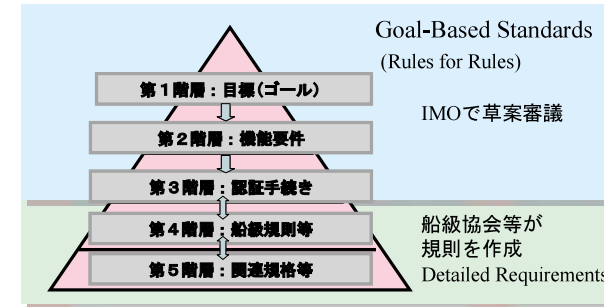 Goal-Based Standards
(Rules for Rules)
第1階層：目標(ゴール)
IMOで草案審議
第2階層：機能要件
第3階層：認証手続き
第4階層：船級規則等
船級協会等が
規則を作成
第5階層：関連規格等
Detailed Requirements